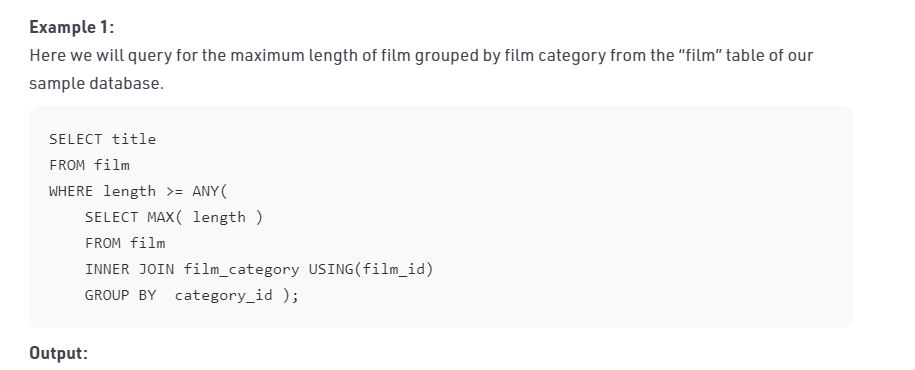 Example 1:
Here we will query for the maximum length of film grouped by film category from the “film” table of our
sample database.
SELECT title
FROM film
WHERE length >= ANY(
    SELECT MAX( length )
    FROM film
    INNER JOIN film_category USING(film_id)
    GROUP BY  category_id );
Output: